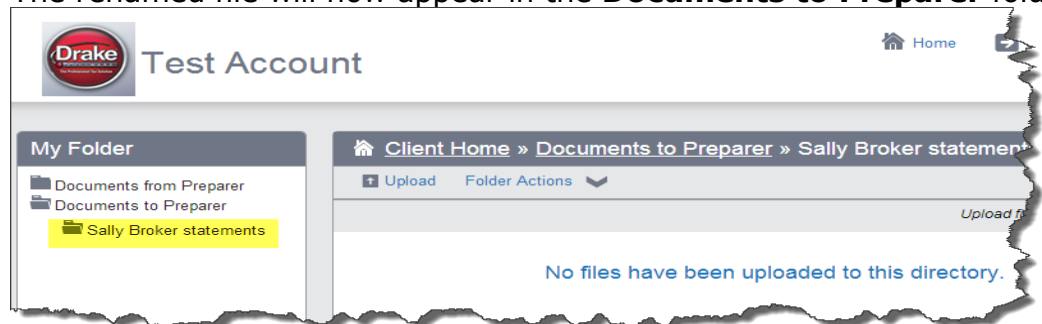 The renamed file will now appear in the Documents to Preparer
Drake
Test Account
Home
My Folder
Documents from Preparer
Documents to Preparer
Sally Broker statements
Client Home » Documents to Preparer » Sally Broker statement
Upload Folder Actions
Upload
No files have been uploaded to this directory.